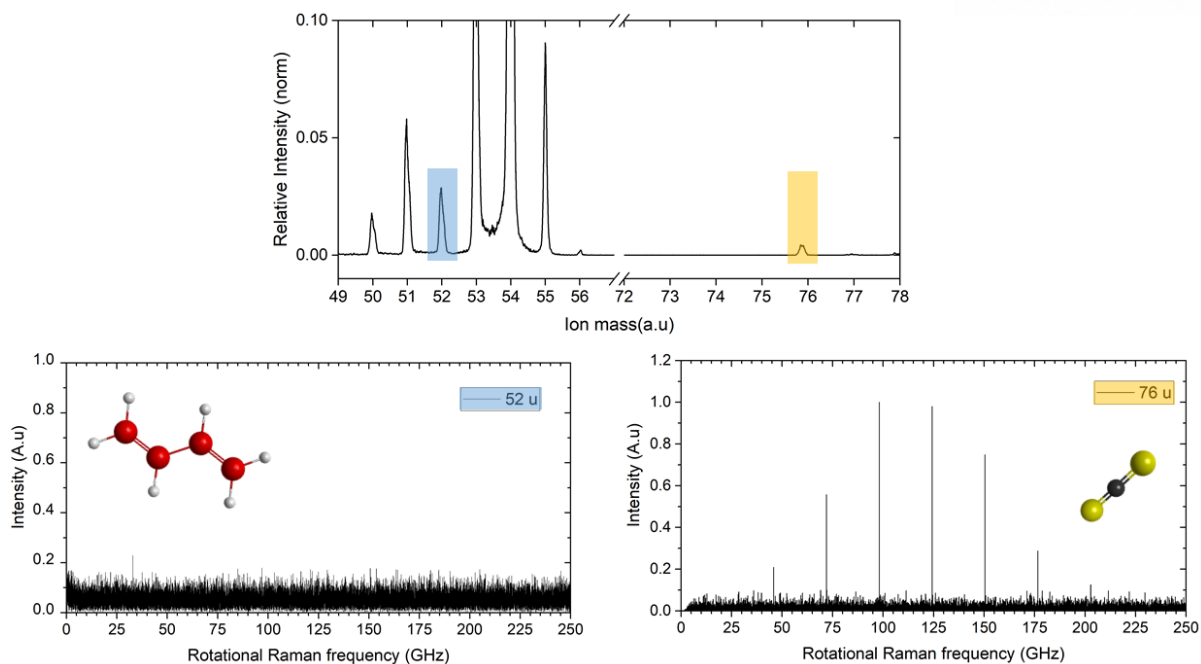 Relative Intensity (norm)
0.10
0.05
0.00
49 50 51 52 53 54 55 56 72 73 74 75 76 77 78
Ion mass(a.u)
Intensity (A.u)
1.0
0.8
0.6
0.4
0.2
0.0
52 u
0 25 50 75 100 125 150 175 200 225 250
Rotational Raman frequency (GHz)
Intensity (A.u)
1.2
1.0
0.8
0.6
0.4
0.2
0.0
76 u
0 25 50 75 100 125 150 175 200 225 250
Rotational Raman frequency (GHz)